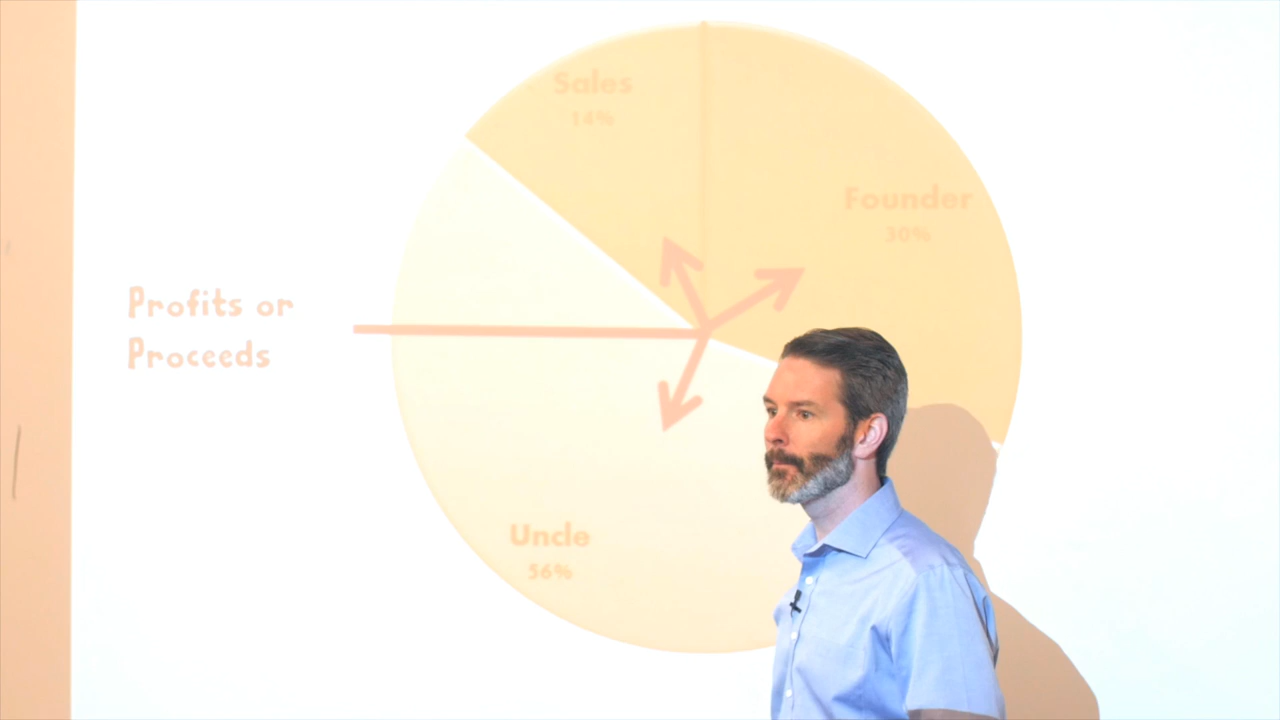 Sales
14%
Founder
30%
Profits or
Proceeds
Uncle
56%